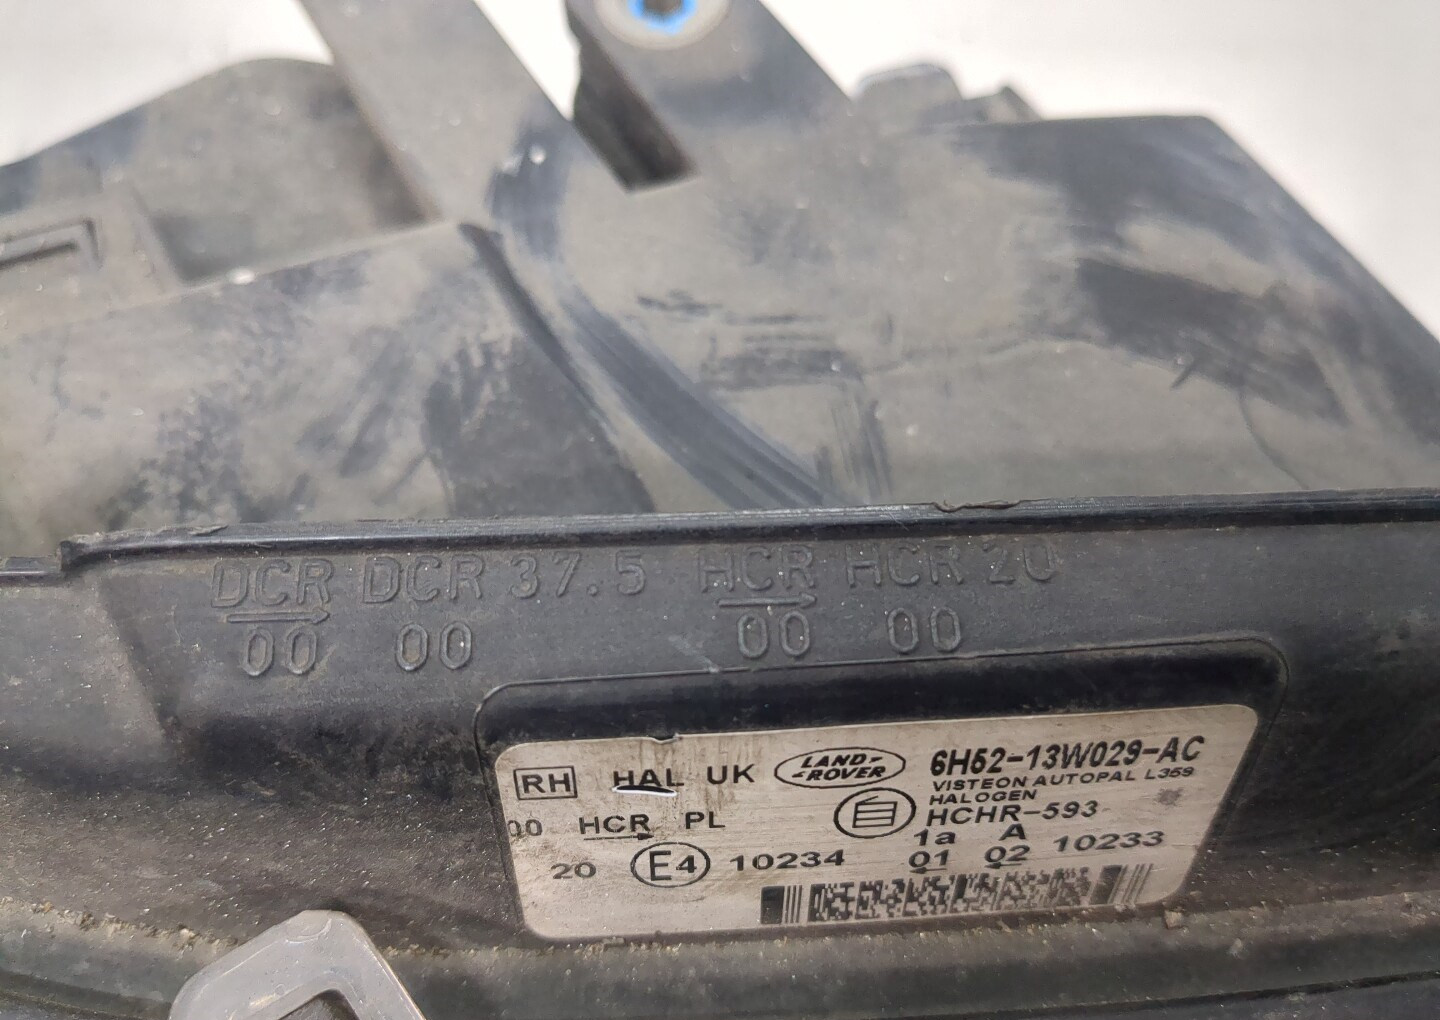 DCR DCR 37.5 HCR HCR 20
00 00 00 00
RH HAL UK LAND-ROVER 6H52-13W029-AC
VISTEON AUTOPAL L359
HALOGEN
00 HCR PL HCHR-593
1a A
20 E4 10234 01 02 10233